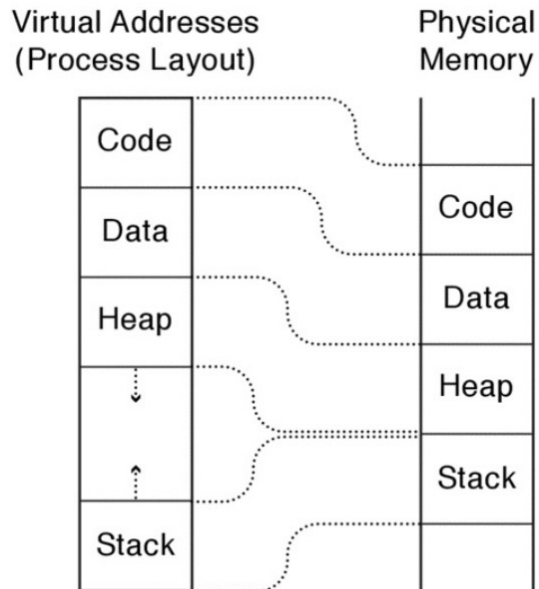 Virtual Addresses
(Process Layout)
Physical
Memory
Code
Data
Heap
Stack
Code
Data
Heap
Stack